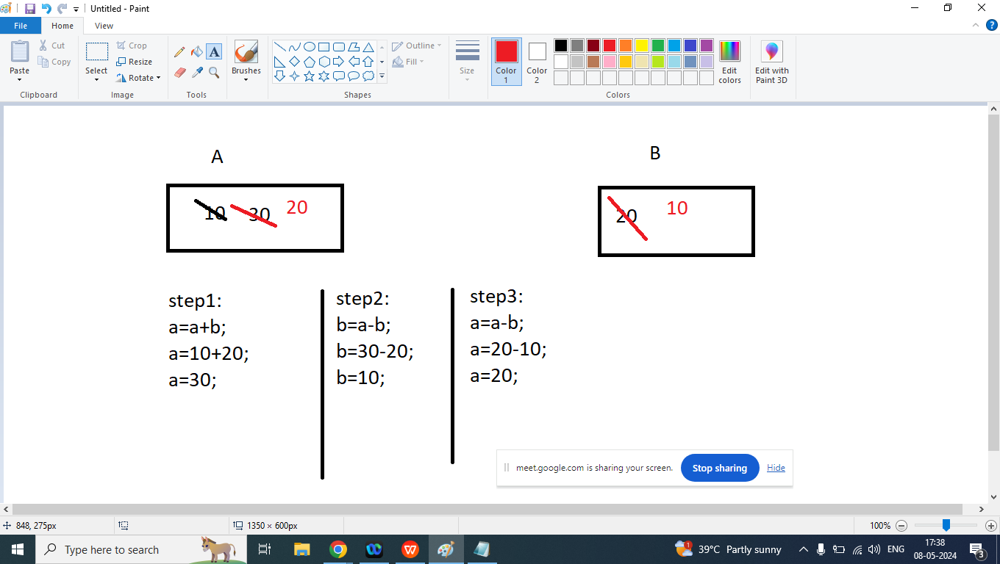 Untitled - Paint
File
Home
View
Paste
Cut
Copy
Clipboard
Select
Crop
Resize
Rotate
Image
A
Tools
Brushes
Outline
Fill
Shapes
Size
Color 1
Color 2
Edit colors
Colors
Edit with Paint 3D
A
B
10 30 20
20 10
step1:
a=a+b;
a=10+20;
a=30;
step2:
b=a-b;
b=30-20;
b=10;
step3:
a=a-b;
a=20-10;
a=20;
meet.google.com is sharing your screen.
Stop sharing
Hide
848, 275px
1350 × 600px
100%
Type here to search
39°C Partly sunny
ENG
17:38
08-05-2024
3